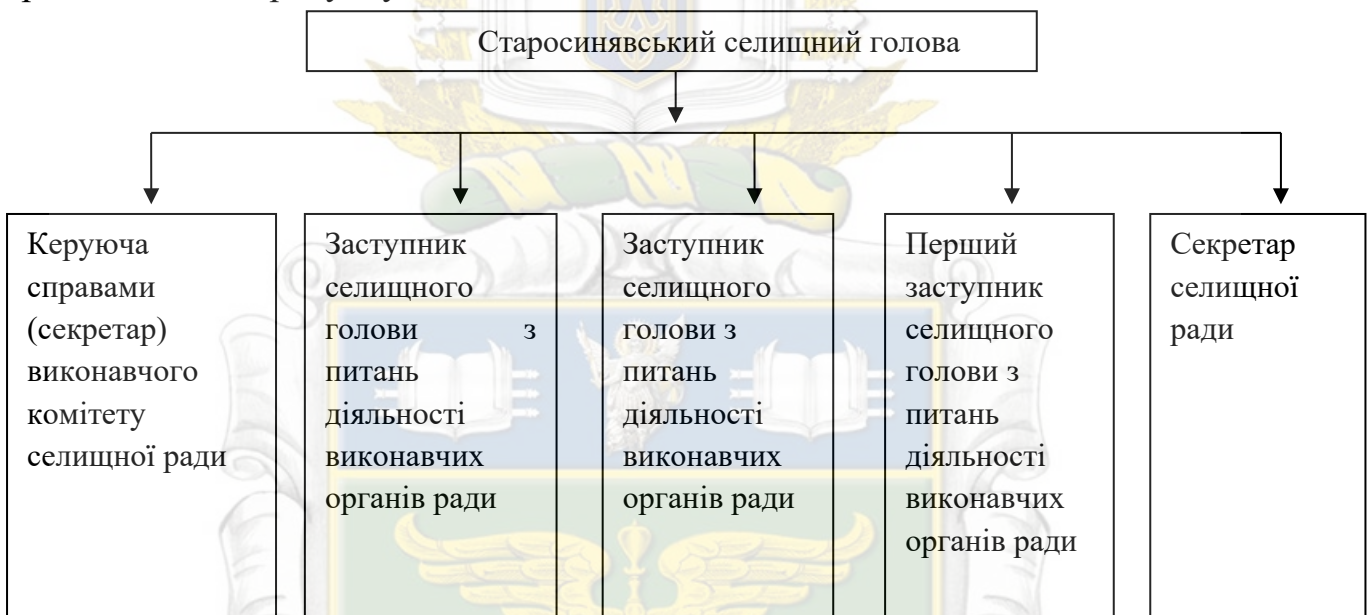 Старосинявський селищний голова
Керуюча
справами
(секретар)
виконавчого
комітету
селищної ради
Заступник
селищного
голови з
питань
діяльності
виконавчих
органів ради
Заступник
селищного
голови з
питань
діяльності
виконавчих
органів ради
Перший
заступник
селищного
голови з
питань
діяльності
виконавчих
органів ради
Секретар
селищної
ради